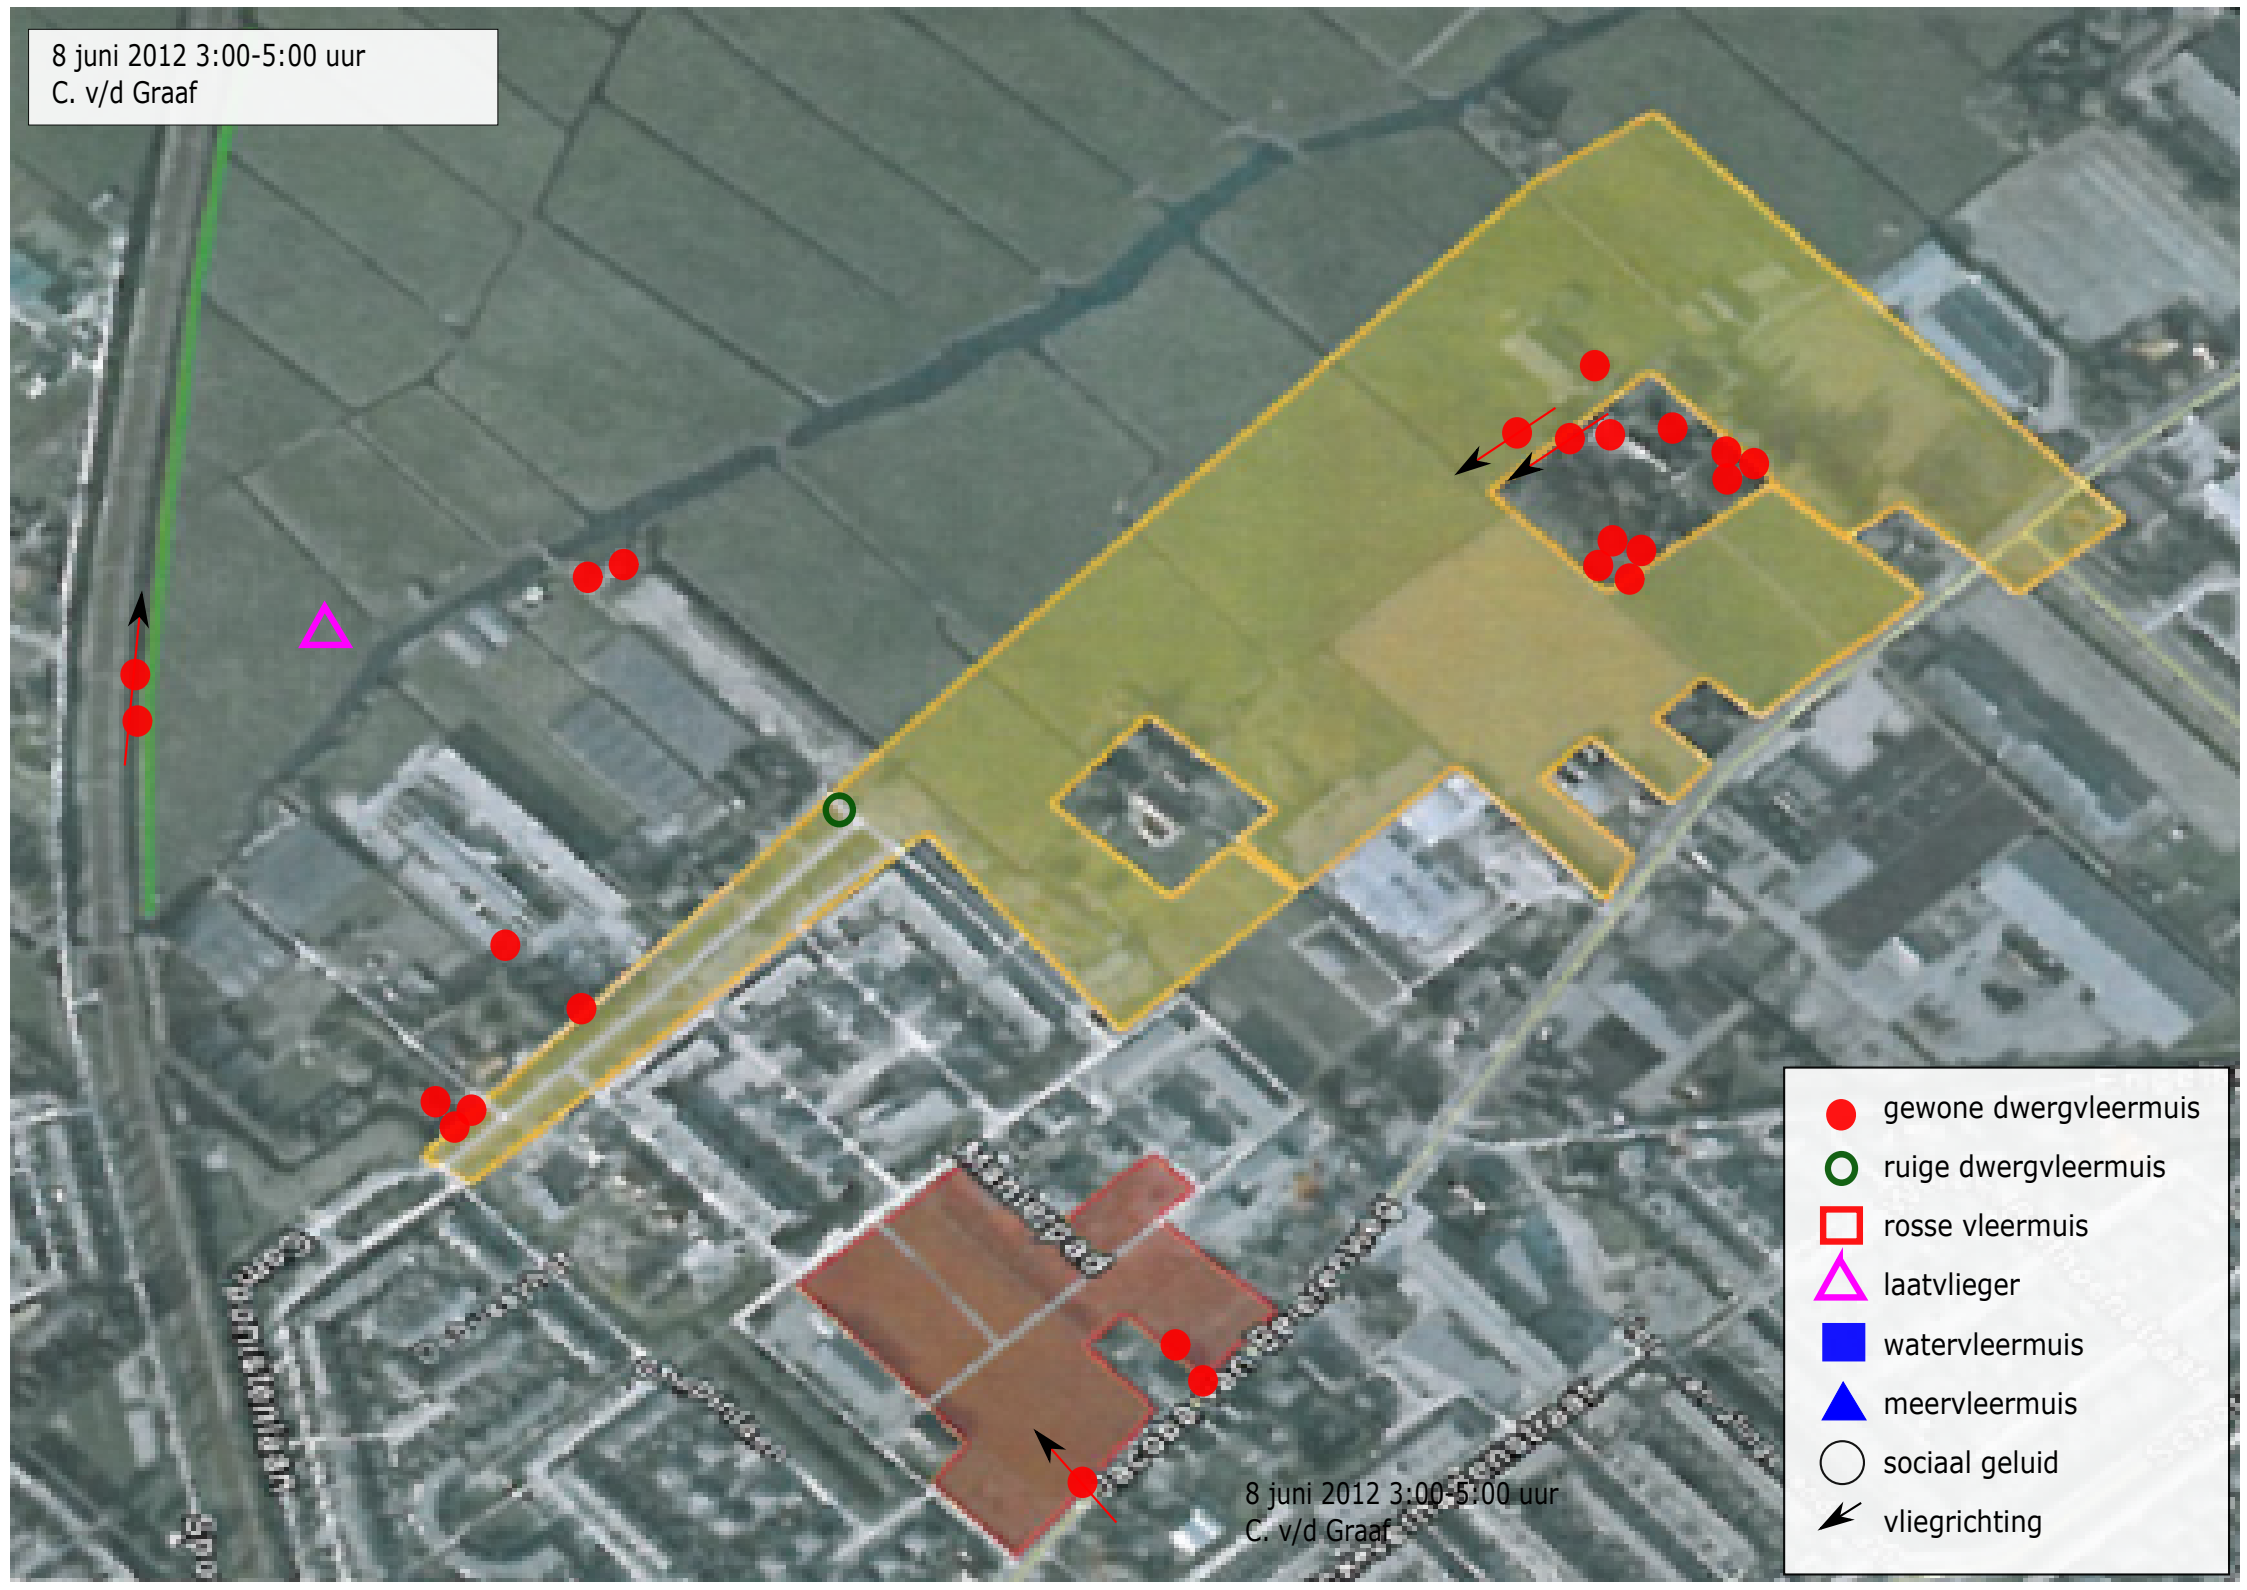 8 juni 2012 3:00-5:00 uur
C. v/d Graaf
gewone dwergvleermuis
ruige dwergvleermuis
rosse vleermuis
laatvlieger
watervleermuis
meervleermuis
sociaal geluid
vliegrichting
8 juni 2012 3:00-5:00 uur
C. v/d Graaf